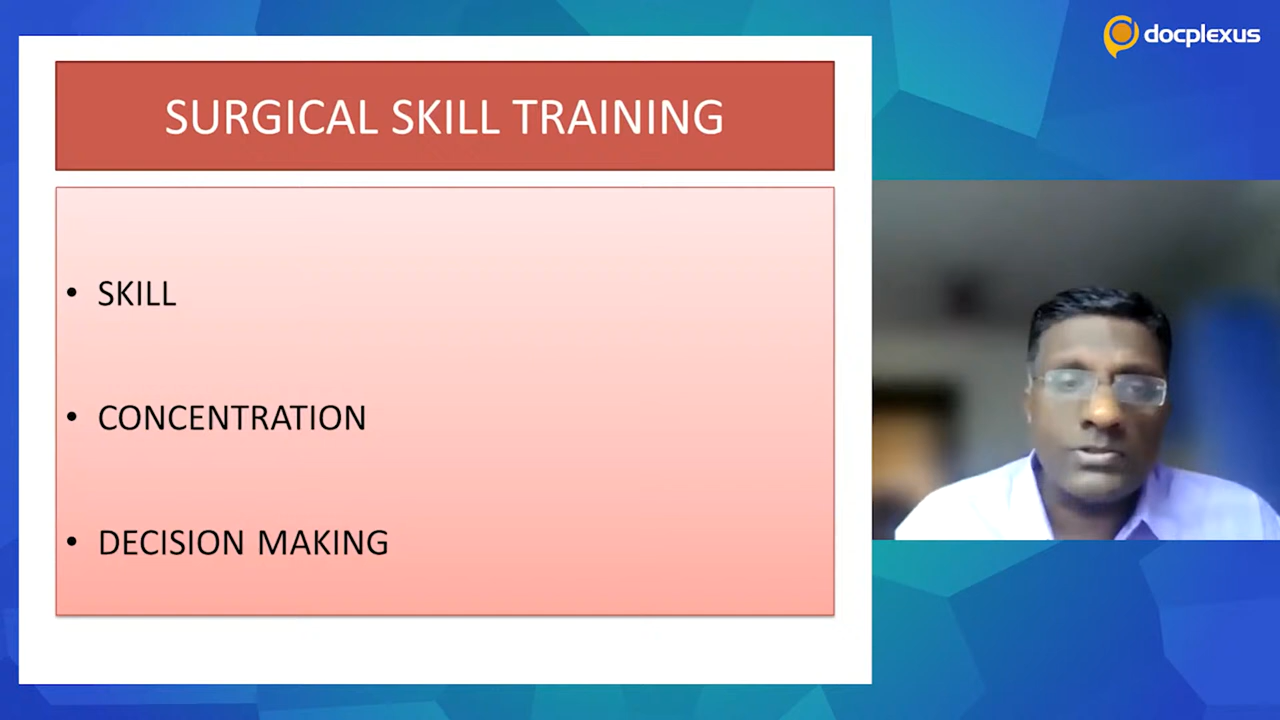 docplexus
SURGICAL SKILL TRAINING
• SKILL
• CONCENTRATION
• DECISION MAKING